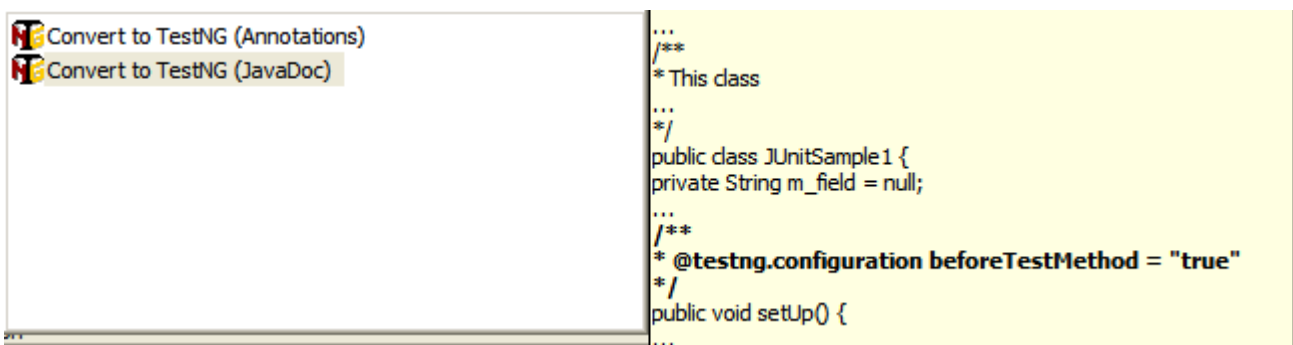 Convert to TestNG (Annotations)
Convert to TestNG (JavaDoc)
...
/**
* This class
...
*/
public class JUnitSample1 {
private String m_field = null;
...
/**
* @testng.configuration beforeTestMethod = "true"
*/
public void setUp() {
...